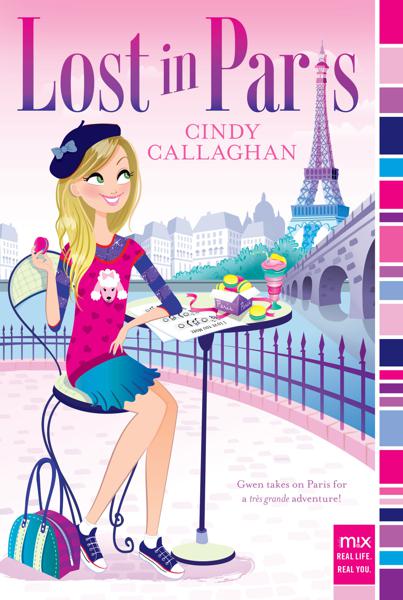 Lost in Paris
CINDY
CALLAGHAN
Gwen takes on Paris for
a très grande adventure!
m!x
REAL LIFE.
REAL YOU.